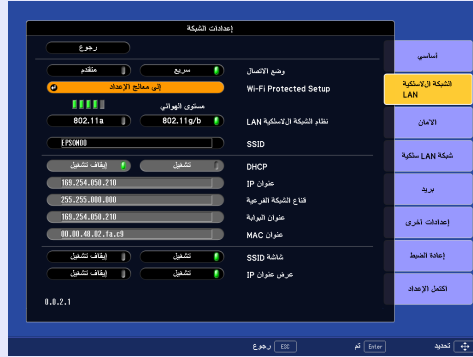 إعدادات الشبكة
رجوع
وضع الاتصال سريع متقدم
Wi-Fi Protected Setup إلى معالج الإعداد
مستوى الهوائي
نظام الشبكة اللاسلكية LAN 802.11g/b 802.11a
SSID EPSON00
DHCP تشغيل إيقاف تشغيل
عنوان IP 169.254.050.210
قناع الشبكة الفرعية 255.255.000.000
عنوان البوابة 169.254.050.210
عنوان MAC 00.00.48.02.fa.c9
شاشة SSID تشغيل إيقاف تشغيل
عرض عنوان IP تشغيل إيقاف تشغيل
0.0.2.1
أساسي
الشبكة اللاسلكية
LAN
الأمان
شبكة LAN سلكية
بريد
إعدادات أخرى
إعادة الضبط
اكتمل الإعداد
تحديد Enter تم ESC رجوع